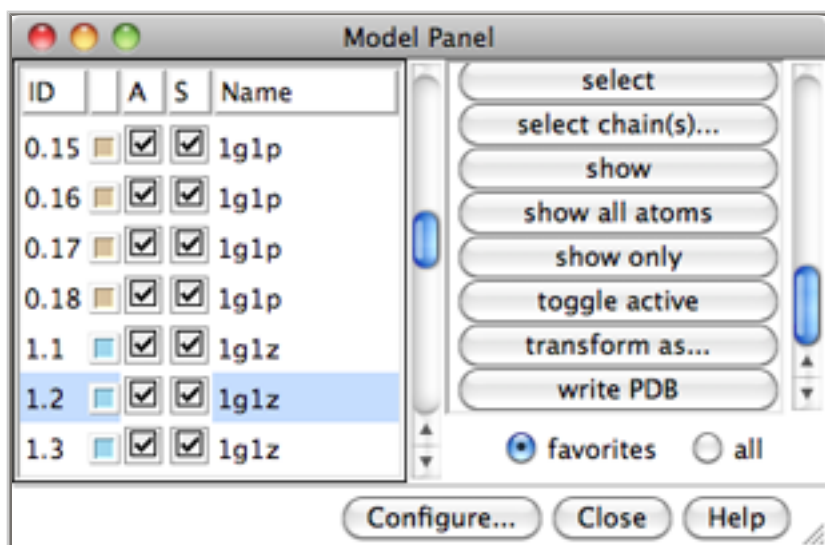 Model Panel
ID A S Name
0.15 1g1p
0.16 1g1p
0.17 1g1p
0.18 1g1p
1.1 1g1z
1.2 1g1z
1.3 1g1z
select
select chain(s)...
show
show all atoms
show only
toggle active
transform as...
write PDB
favorites all
Configure... Close Help